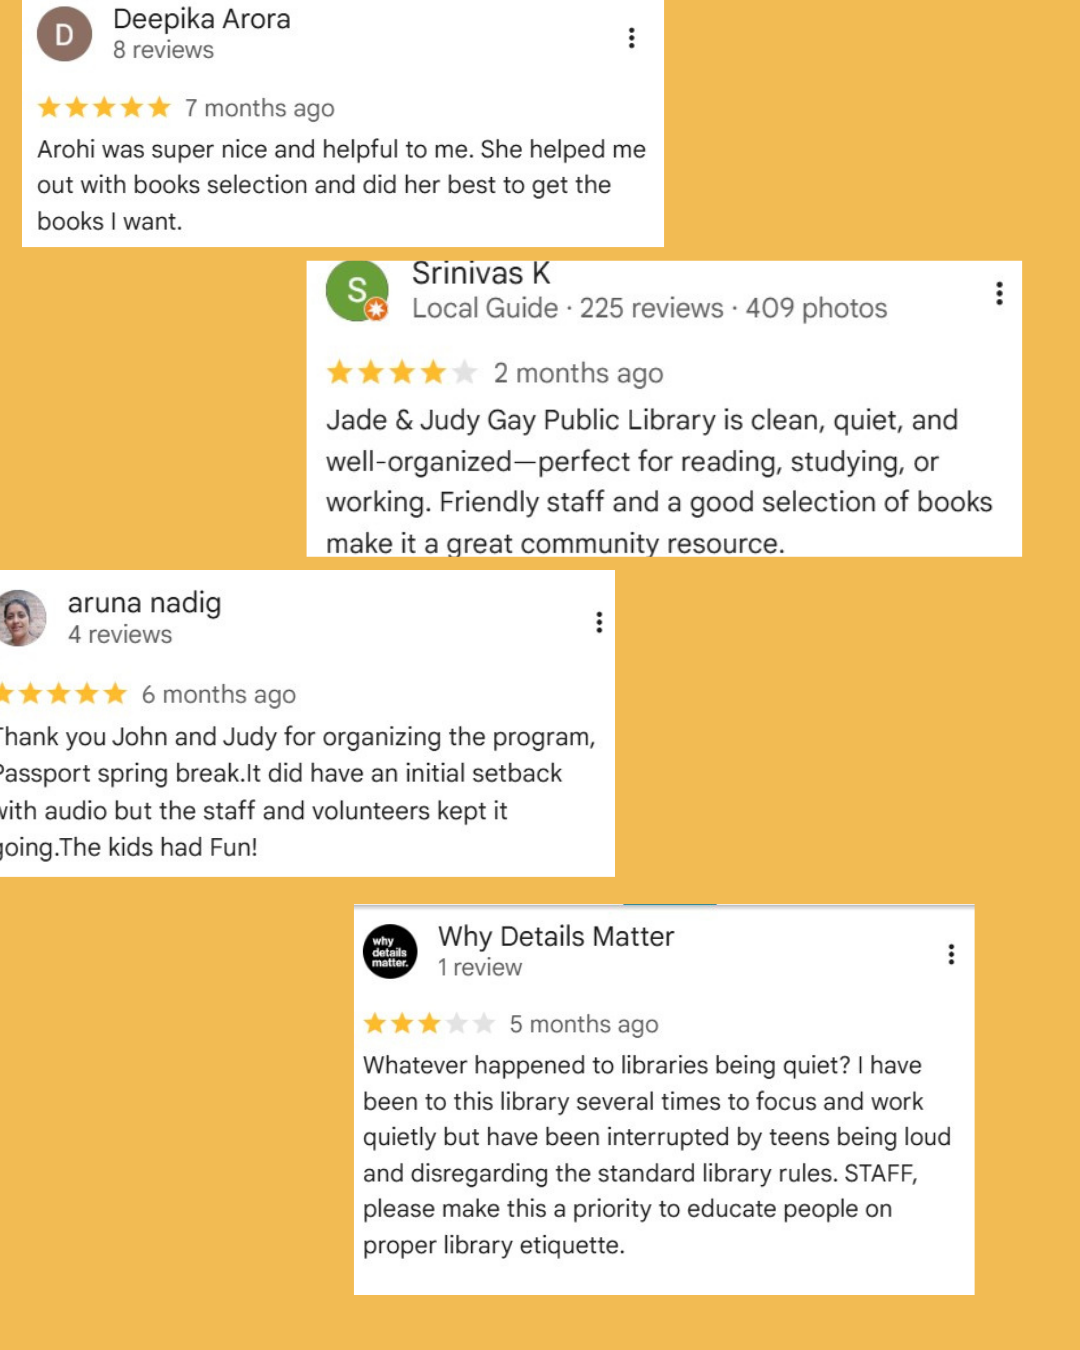 D
Deepika Arora
8 reviews
7 months ago
Arohi was super nice and helpful to me. She helped me
out with books selection and did her best to get the
books I want.
S
Srinivas K
Local Guide · 225 reviews · 409 photos
2 months ago
Jade & Judy Gay Public Library is clean, quiet, and
well-organized—perfect for reading, studying, or
working. Friendly staff and a good selection of books
make it a great community resource.
aruna nadig
4 reviews
6 months ago
Thank you John and Judy for organizing the program,
Passport spring break.It did have an initial setback
with audio but the staff and volunteers kept it
going.The kids had Fun!
why
details
matter.
Why Details Matter
1 review
5 months ago
Whatever happened to libraries being quiet? I have
been to this library several times to focus and work
quietly but have been interrupted by teens being loud
and disregarding the standard library rules. STAFF,
please make this a priority to educate people on
proper library etiquette.